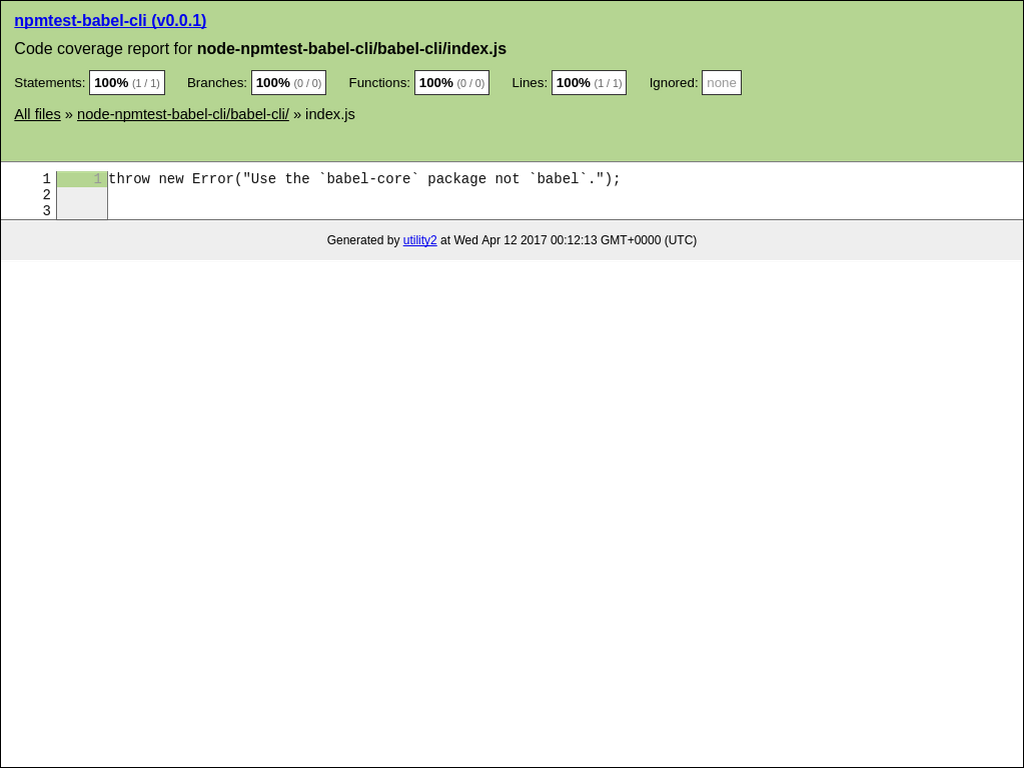 npmtest-babel-cli (v0.0.1)
Code coverage report for node-npmtest-babel-cli/babel-cli/index.js
Statements: 100% (1 / 1) Branches: 100% (0 / 0) Functions: 100% (0 / 0) Lines: 100% (1 / 1) Ignored: none
All files » node-npmtest-babel-cli/babel-cli/ » index.js
1 1 throw new Error("Use the `babel-core` package not `babel`.");
2
3
Generated by utility2 at Wed Apr 12 2017 00:12:13 GMT+0000 (UTC)